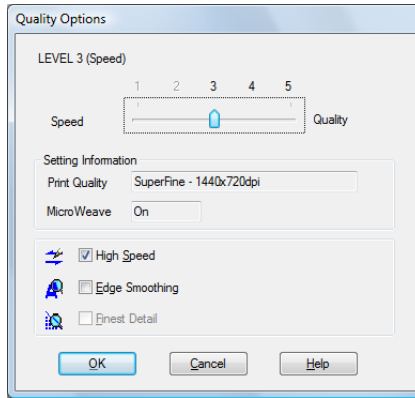 Quality Options
LEVEL 3 (Speed)
1 2 3 4 5
Speed Quality
Setting Information
Print Quality SuperFine - 1440x720dpi
MicroWeave On
High Speed
Edge Smoothing
Finest Detail
OK Cancel Help